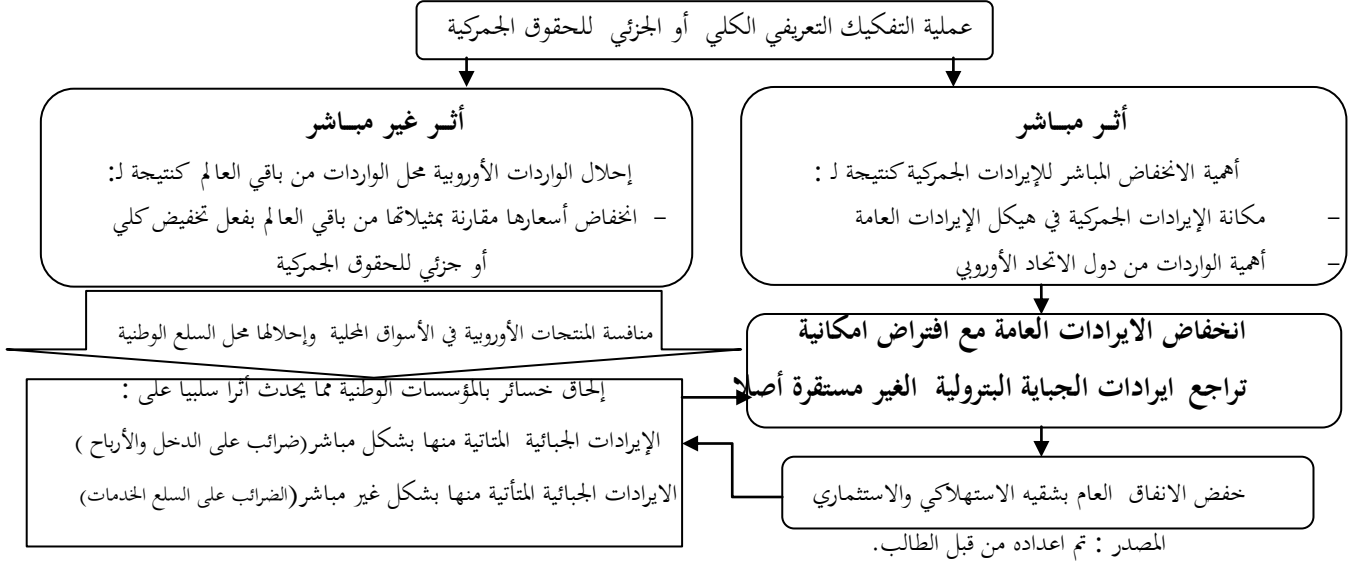 عملية التفكيك التعريفي الكلي أو الجزئي للحقوق الجمركية
أثـر مبـاشر
أهمية الانخفاض المباشر للإيرادات الجمركية كنتيجة لـ :
– مكانة الإيرادات الجمركية في هيكل الإيرادات العامة
– أهمية الواردات من دول الاتحاد الأوروبي
أثـر غير مبـاشر
إحلال الواردات الأوروبية محل الواردات من باقي العالم كنتيجة لـ:
– انخفاض أسعارها مقارنة بمثيلاتها من باقي العالم بفعل تخفيض كلي
أو جزئي للحقوق الجمركية
منافسة المنتجات الأوروبية في الأسواق المحلية وإحلالها محل السلع الوطنية
انخفاض الايرادات العامة مع افتراض امكانية
تراجع ايرادات الجباية البترولية الغير مستقرة أصلا
إلحاق خسائر بالمؤسسات الوطنية مما يحدث أثرا سلبيا على :
الإيرادات الجبائية المتاتية منها بشكل مباشر(ضرائب على الدخل والأرباح )
الايرادات الجبائية المتأتية منها بشكل غير مباشر(الضرائب على السلع الخدمات)
خفض الانفاق العام بشقيه الاستهلاكي والاستثماري
المصدر : تم اعداده من قبل الطالب.